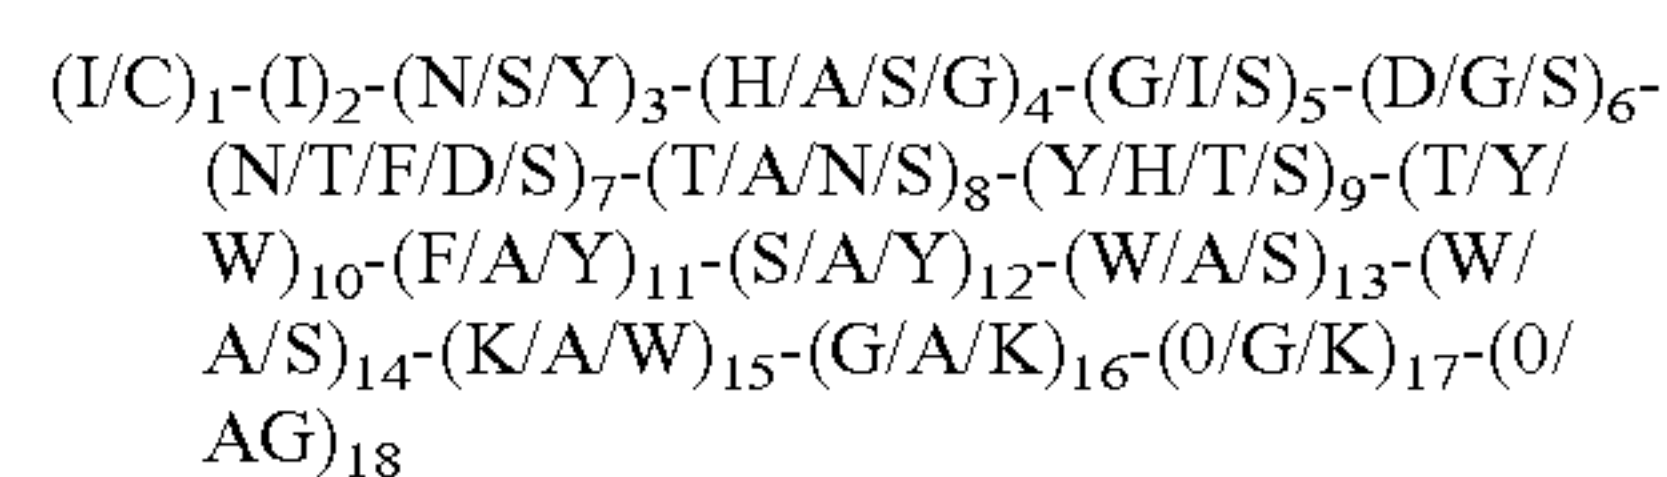 (I/C)₁-(I)₂-(N/S/Y)₃-(H/A/S/G)₄-(G/I/S)₅-(D/G/S)₆-
(N/T/F/D/S)₇-(T/A/N/S)₈-(Y/H/T/S)₉-(T/Y/
W)₁₀-(F/A/Y)₁₁-(S/A/Y)₁₂-(W/A/S)₁₃-(W/
A/S)₁₄-(K/A/W)₁₅-(G/A/K)₁₆-(0/G/K)₁₇-(0/
AG)₁₈